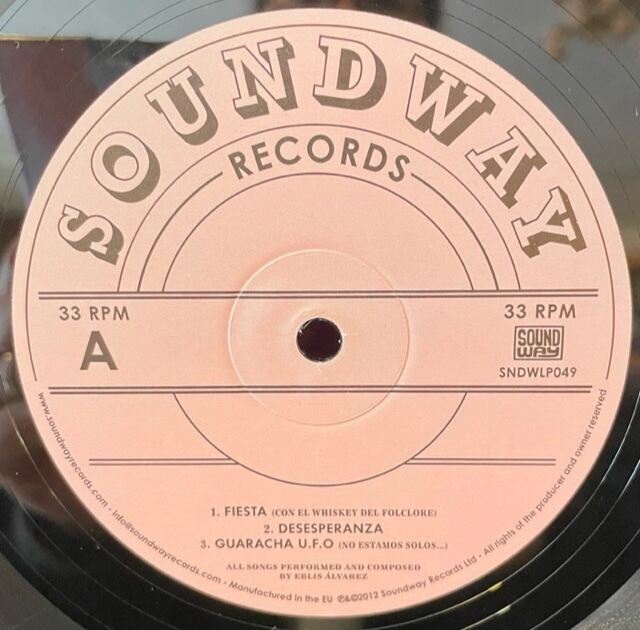 SOUNDWAY
RECORDS
33 RPM
A
33 RPM
SOUND
WAY
SNDWLP049
1. FIESTA (CON EL WHISKEY DEL FOLCLORE)
2. DESESPERANZA
3. GUARACHA U.F.O (NO ESTAMOS SOLOS...)
ALL SONGS PERFORMED AND COMPOSED
BY EBLIS ÁLVAREZ
www.soundwayrecords.com - info@soundwayrecords.com - Manufactured in the EU ℗&©2012 Soundway Records Ltd - All rights of the producer and owner reserved